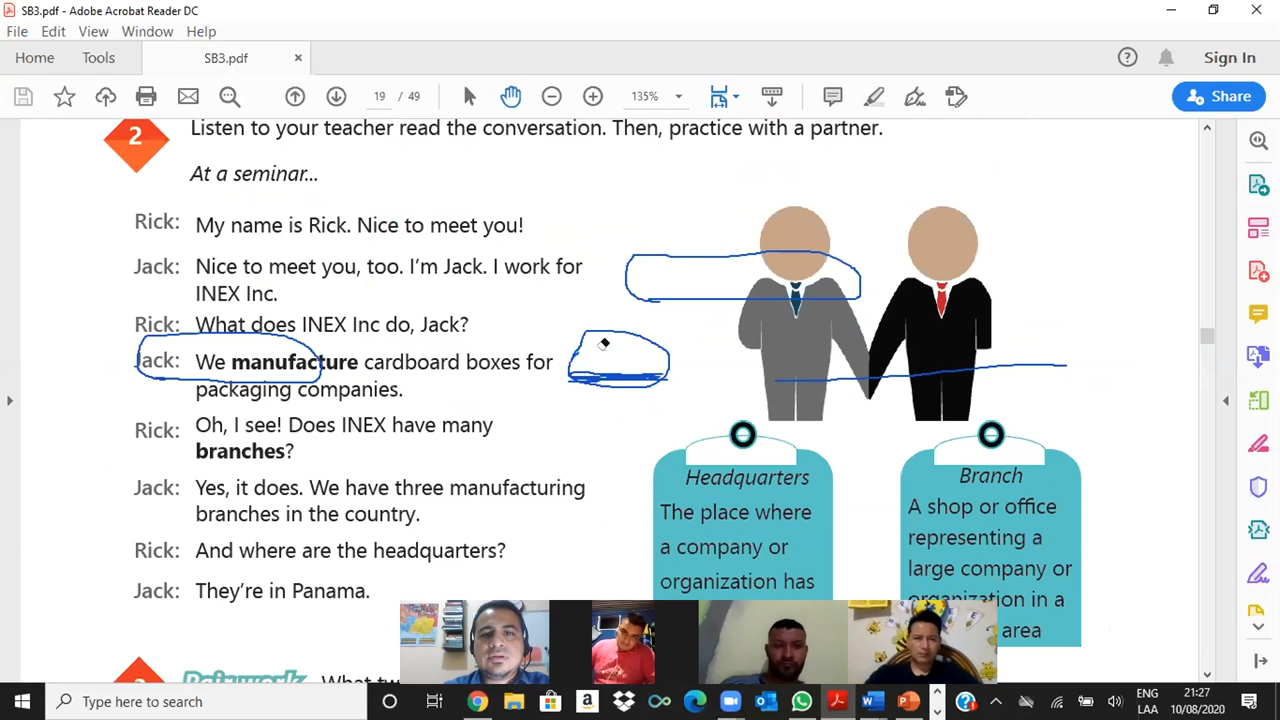 SB3.pdf - Adobe Acrobat Reader DC
File Edit View Window Help
Home Tools SB3.pdf × Sign In
19 / 49 135% Share
2 Listen to your teacher read the conversation. Then, practice with a partner.
At a seminar...
Rick: My name is Rick. Nice to meet you!
Jack: Nice to meet you, too. I'm Jack. I work for
INEX Inc.
Rick: What does INEX Inc do, Jack?
Jack: We manufacture cardboard boxes for
packaging companies.
Rick: Oh, I see! Does INEX have many
branches?
Jack: Yes, it does. We have three manufacturing
branches in the country.
Rick: And where are the headquarters?
Jack: They're in Panama.
Headquarters
The place where
a company or
organization has
Branch
A shop or office
representing a
large company or
organization in a
area
Pair work What tw
Type here to search
ENG
LAA
21:27
10/08/2020